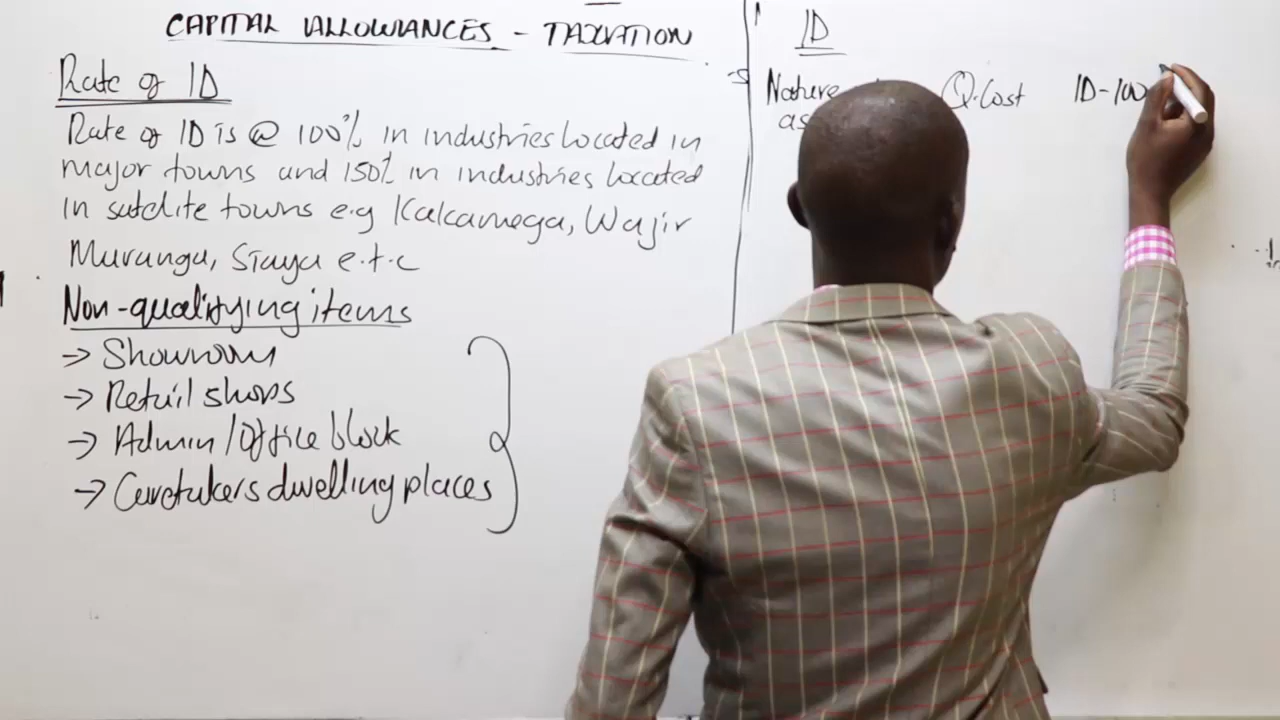 CAPITAL ALLOWANCES - TAXATION
Rate of ID
Rate of ID is @ 100% in industries located in
major towns and 150% in industries located
in satelite towns e.g Kakamega, Wajir
Muranga, Siaya e.t.c
Non-qualifying items
→ Showroom
→ Retail shops
→ Admin/Office block
→ Caretakers dwelling places
ID
Nature
as
Q.Cost
ID-100